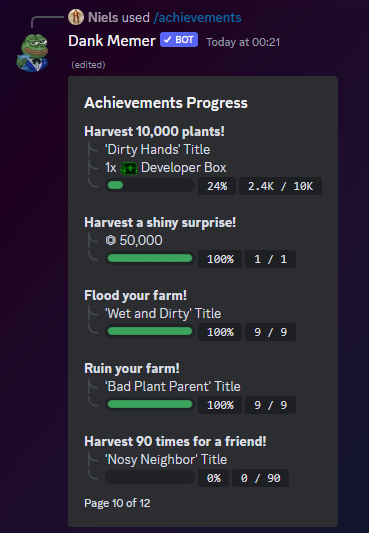 Niels used /achievements
Dank Memer ✓ BOT Today at 00:21
(edited)
Achievements Progress
Harvest 10,000 plants!
'Dirty Hands' Title
1x Developer Box
24% 2.4K / 10K
Harvest a shiny surprise!
50,000
100% 1 / 1
Flood your farm!
'Wet and Dirty' Title
100% 9 / 9
Ruin your farm!
'Bad Plant Parent' Title
100% 9 / 9
Harvest 90 times for a friend!
'Nosy Neighbor' Title
0% 0 / 90
Page 10 of 12